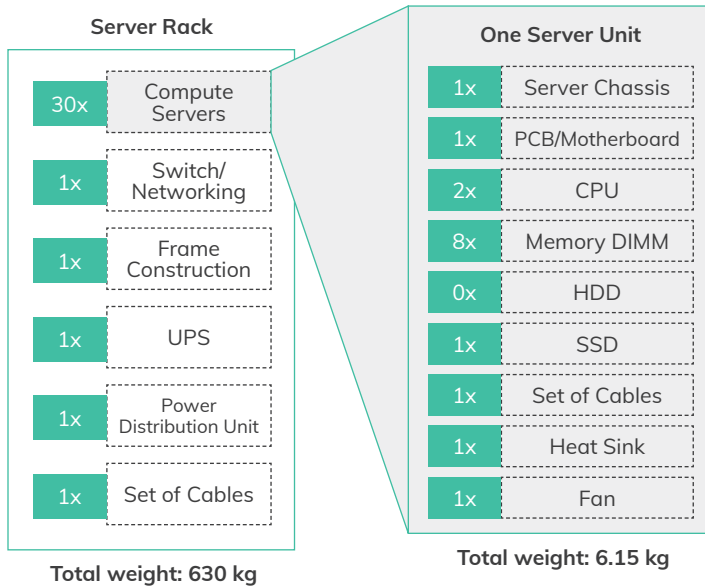 Server Rack
30x
Compute
Servers
1x
Switch/
Networking
1x
Frame
Construction
1x
UPS
1x
Power
Distribution Unit
1x
Set of Cables
Total weight: 630 kg
One Server Unit
1x
Server Chassis
1x
PCB/Motherboard
2x
CPU
8x
Memory DIMM
0x
HDD
1x
SSD
1x
Set of Cables
1x
Heat Sink
1x
Fan
Total weight: 6.15 kg